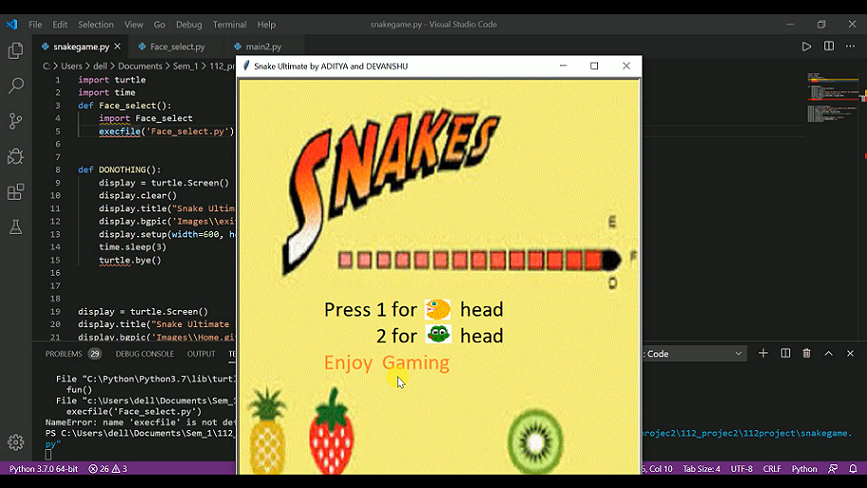 File Edit Selection View Go Debug Terminal Help
snakegame.py - Visual Studio Code
snakegame.py Face_select.py main2.py
C: > Users > dell > Documents > Sem_1 > 112_
1 import turtle
2 import time
3 def Face_select():
4 import Face_select
5 execfile('Face_select.py')
6
7
8 def DONOTHING():
9 display = turtle.Screen()
10 display.clear()
11 display.title("Snake Ultim
12 display.bgpic('Images\\exi
13 display.setup(width=600, h
14 time.sleep(3)
15 turtle.bye()
16
17
18
19 display = turtle.Screen()
20 display.title("Snake Ultimate
21 display.bgpic('Images\\Home.gi
Snake Ultimate by ADITYA and DEVANSHU
SNAKES
E
F
D
Press 1 for head
2 for head
Enjoy Gaming
PROBLEMS 29 DEBUG CONSOLE OUTPUT TE
: Code
File "C:\Python\Python3.7\lib\turt
fun()
File "c:\dell\Documents\Sem_1\112
execfile('Face_select.py')
NameError: name 'execfile' is not de
PS C:\Users\dell\Documents\Sem_1\112
projec2\112_projec2\112project\snakegame.
py"
Python 3.7.0 64-bit 26 3
5, Col 10 Tab Size: 4 UTF-8 CRLF Python